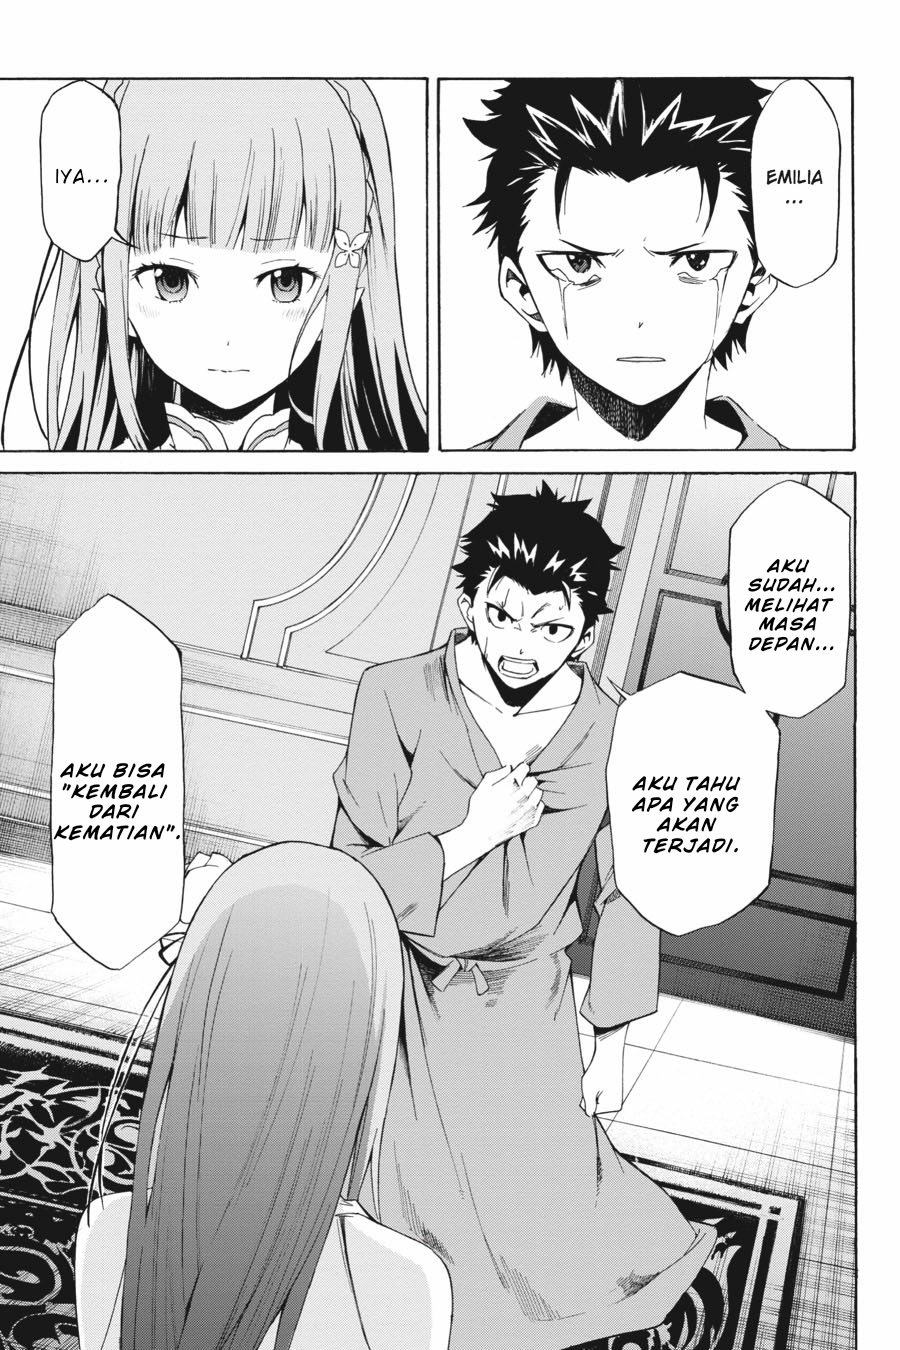 EMILIA
...
IYA...
AKU
SUDAH...
MELIHAT
MASA
DEPAN...
AKU TAHU
APA YANG
AKAN
TERJADI.
AKU BISA
"KEMBALI
DARI
KEMATIAN".